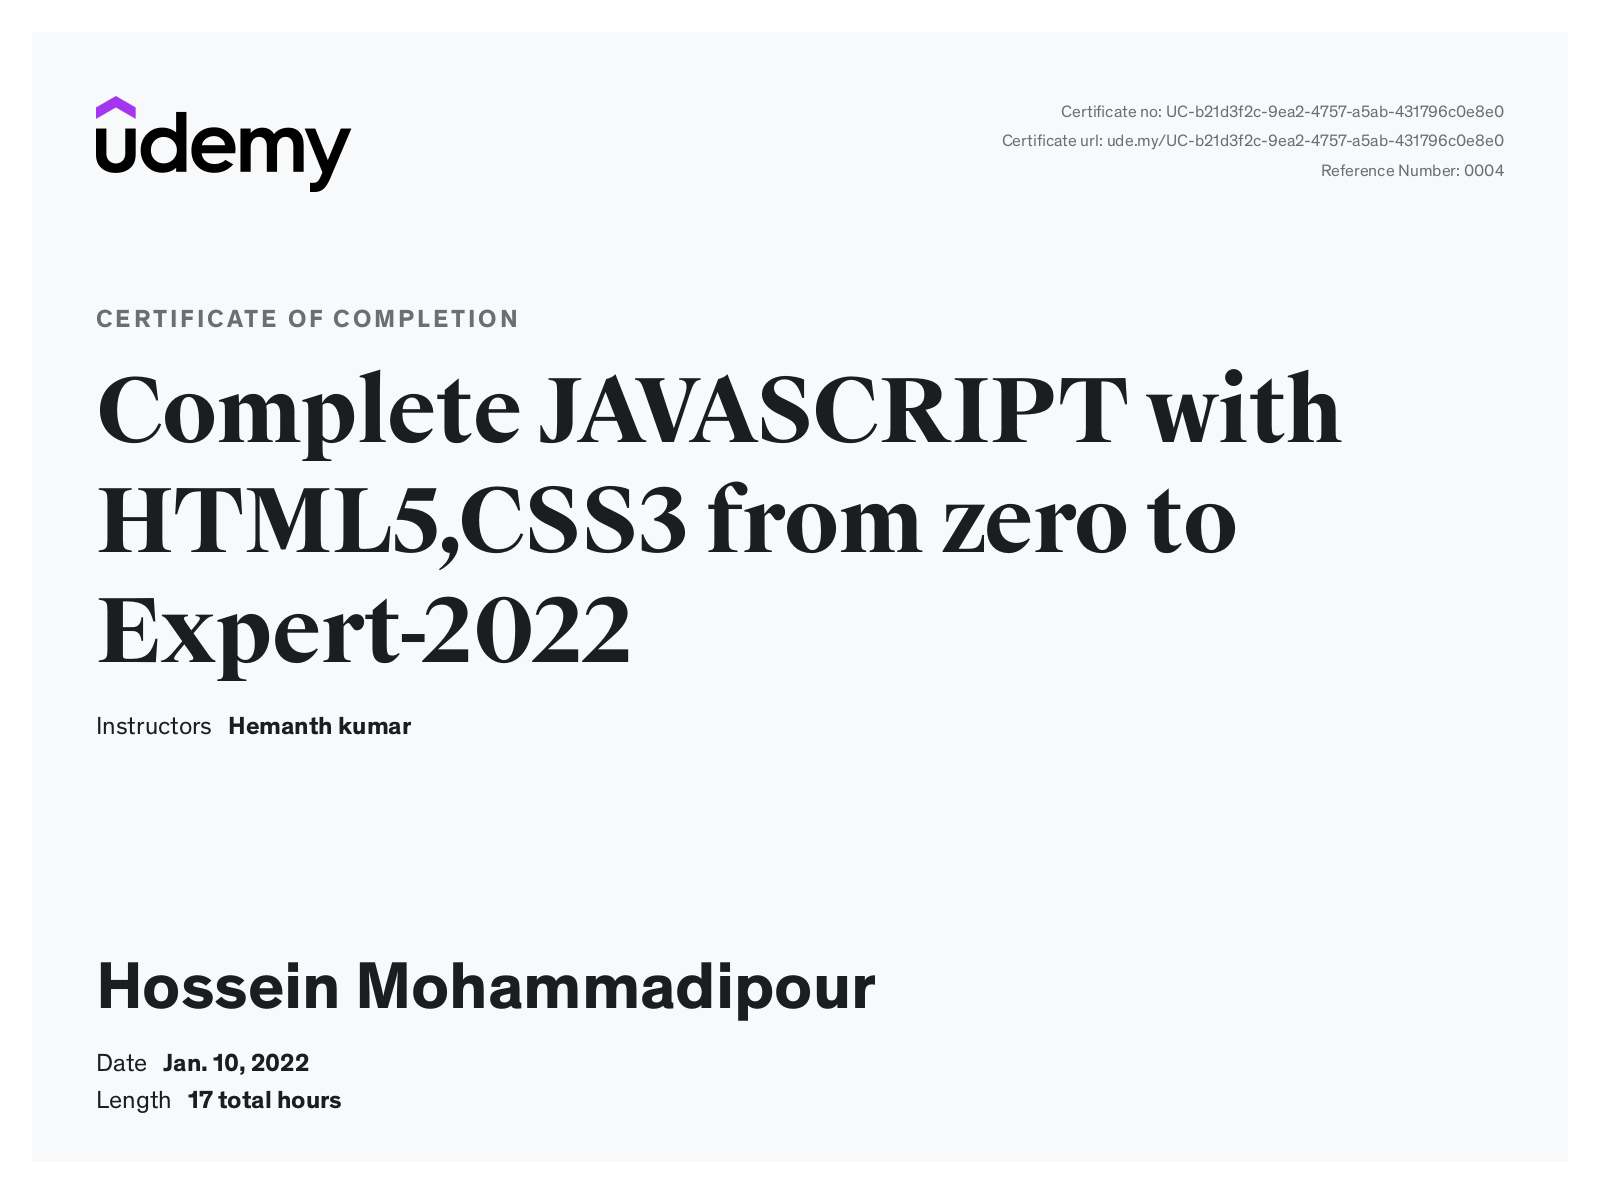 udemy
Certificate no: UC-b21d3f2c-9ea2-4757-a5ab-431796c0e8e0
Certificate url: ude.my/UC-b21d3f2c-9ea2-4757-a5ab-431796c0e8e0
Reference Number: 0004
CERTIFICATE OF COMPLETION
Complete JAVASCRIPT with
HTML5,CSS3 from zero to
Expert-2022
Instructors Hemanth kumar
Hossein Mohammadipour
Date Jan. 10, 2022
Length 17 total hours